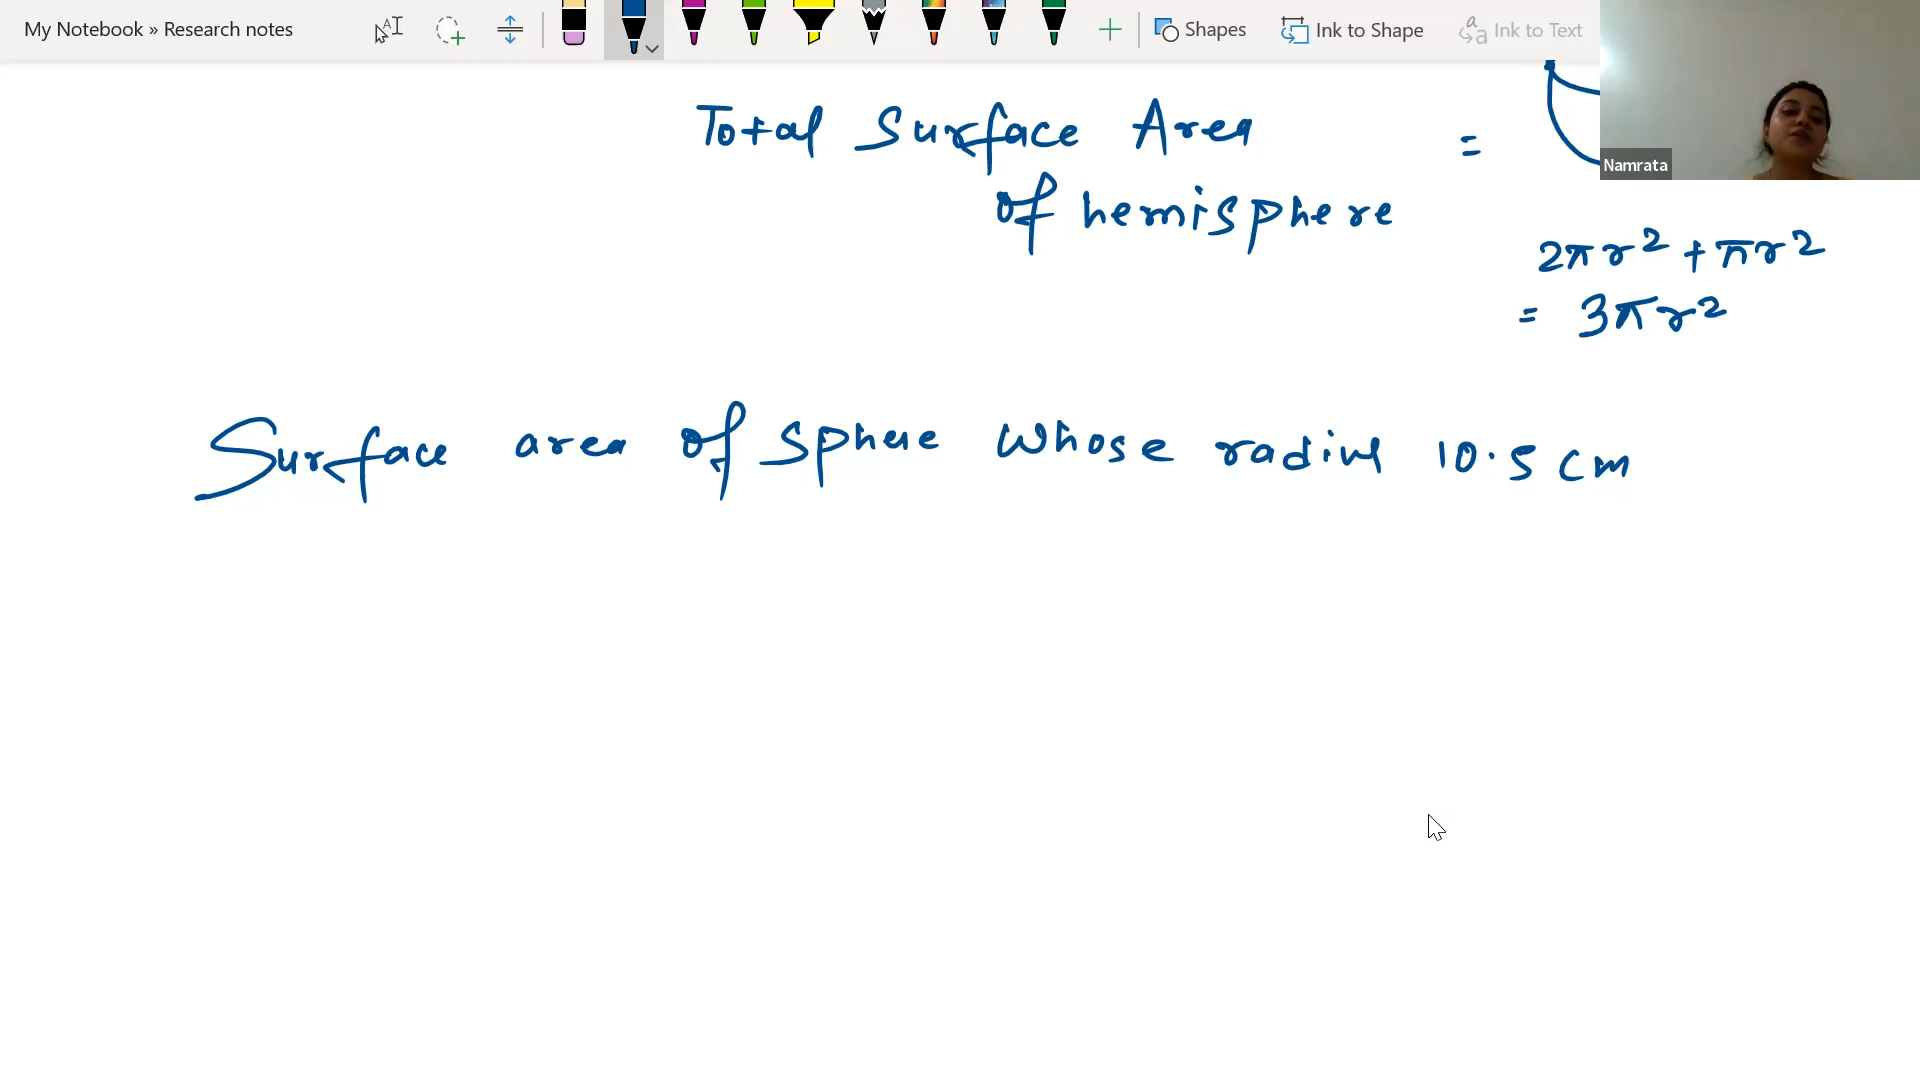 My Notebook » Research notes
Shapes
Ink to Shape
Ink to Text
Namrata
Total Surface Area =
of hemisphere
2πr² + πr²
= 3πr²
Surface area of sphere whose radius 10.5 cm